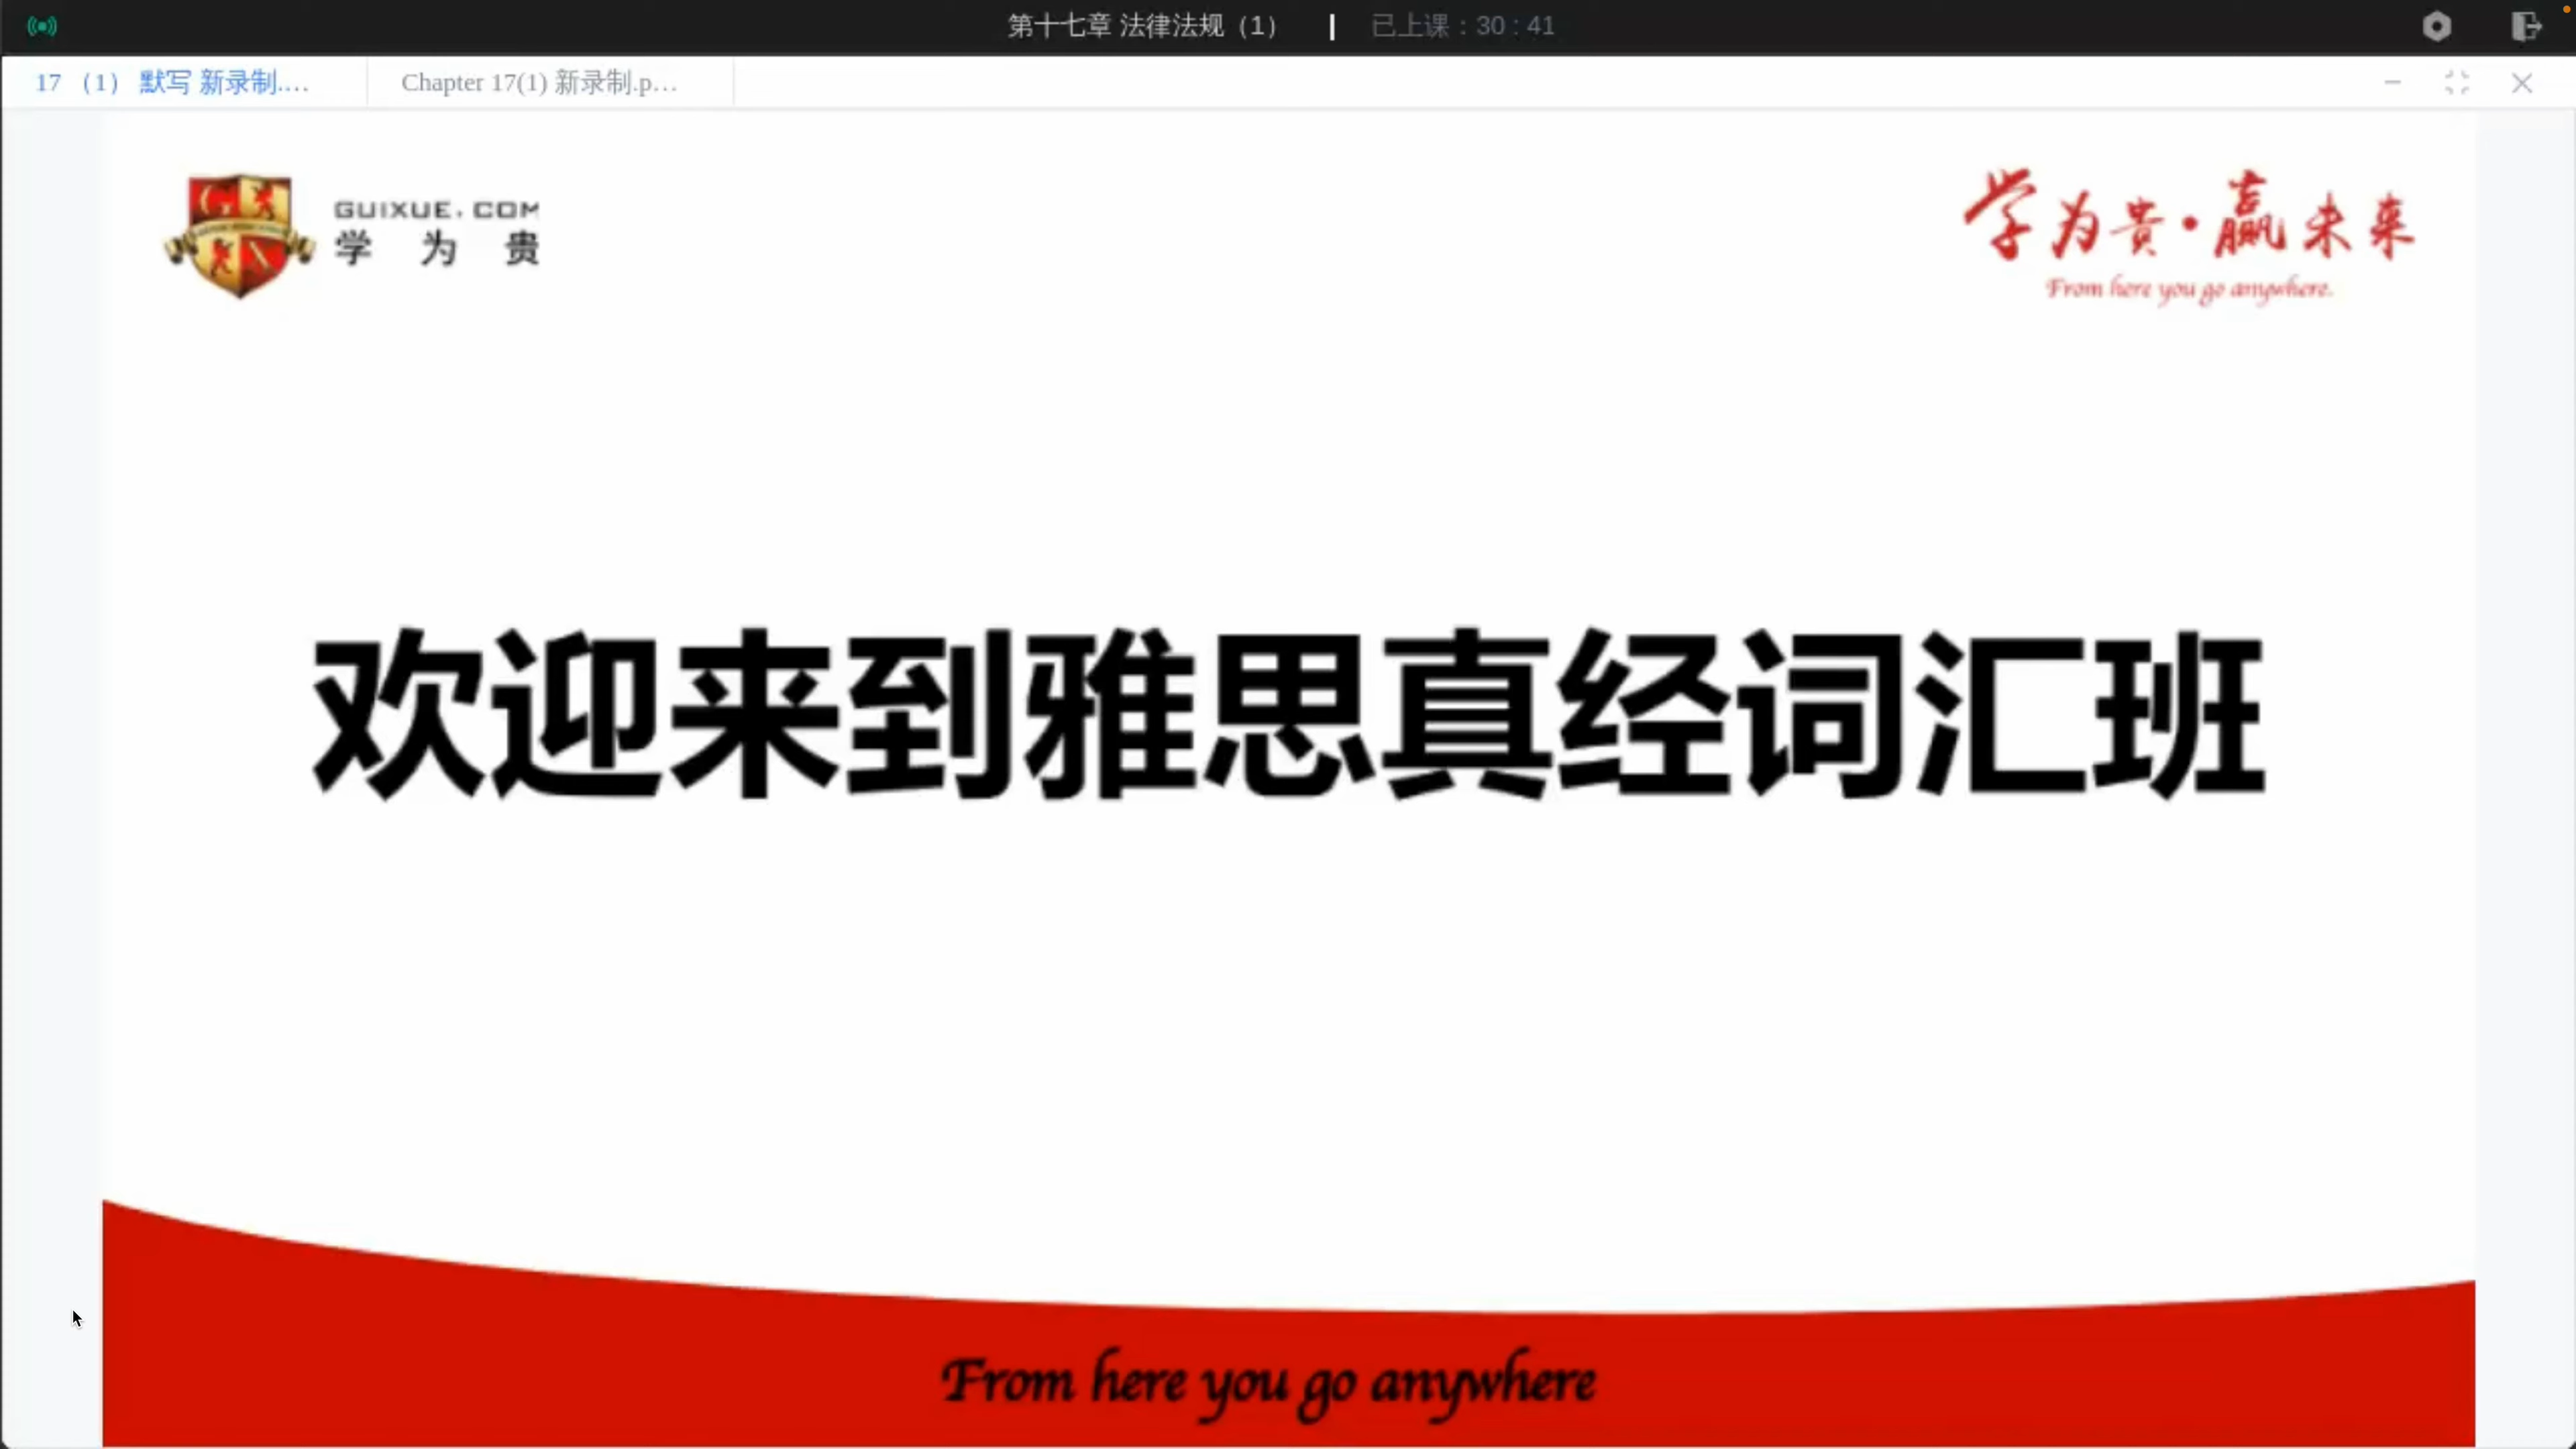 第十七章 法律法规（1） | 已上课：30 : 41
17 （1） 默写 新录制.... Chapter 17(1) 新录制.p...
GUIXUE.COM
学为贵
学为贵·赢未来
From here you go anywhere.
欢迎来到雅思真经词汇班
From here you go anywhere